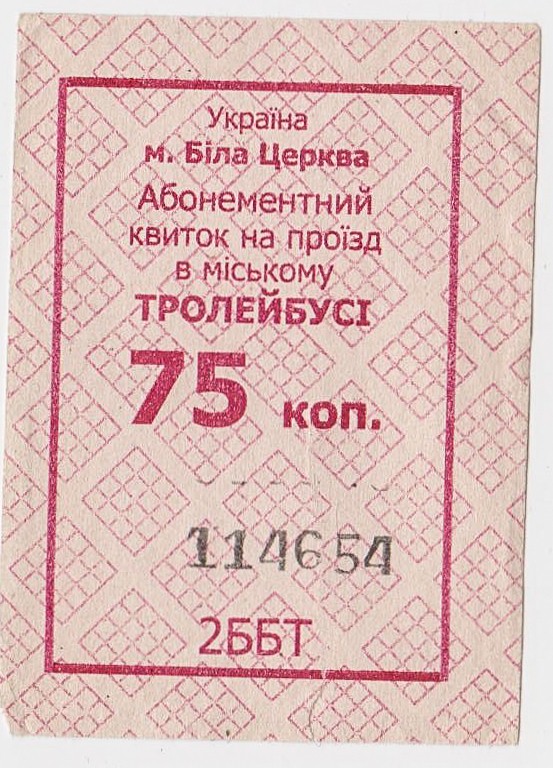 Україна
м. Біла Церква
Абонементний
квиток на проїзд
в міському
ТРОЛЕЙБУСІ
75 коп.
114654
2ББТ